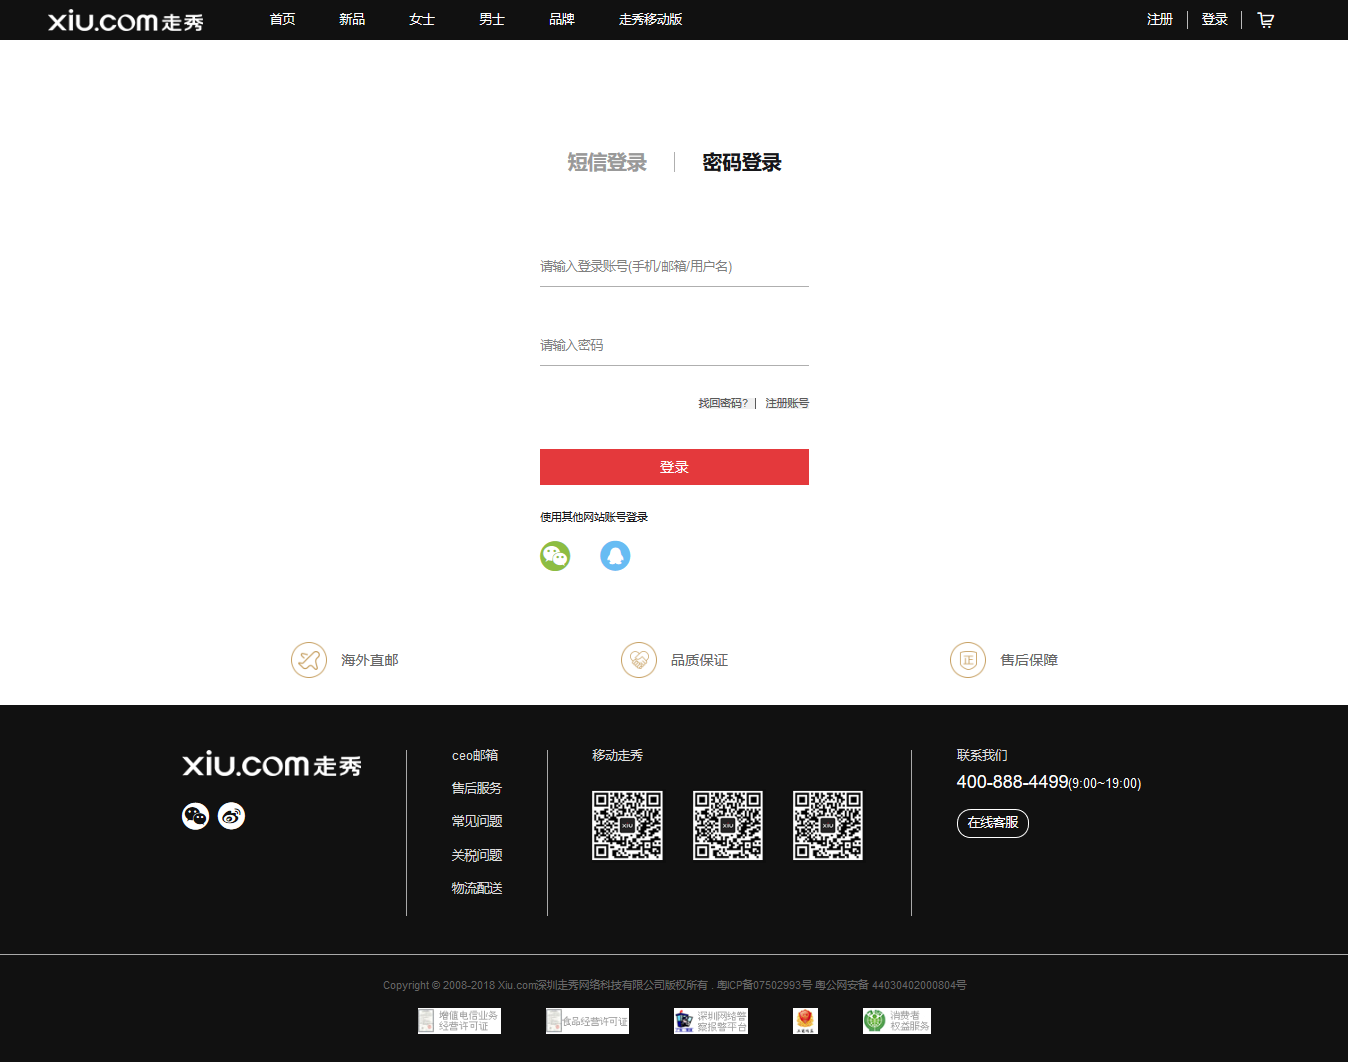 xiu.com走秀 首页 新品 女士 男士 品牌 走秀移动版 注册 登录
短信登录 密码登录
请输入登录账号(手机/邮箱/用户名)
请输入密码
找回密码? 注册账号
登录
使用其他网站账号登录
海外直邮 品质保证 售后保障
正
xiu.com走秀
ceo邮箱
售后服务
常见问题
关税问题
物流配送
移动走秀
XIU XIU XIU
联系我们
400-888-4499(9:00~19:00)
在线客服
Copyright © 2008-2018 Xiu.com深圳走秀网络科技有限公司版权所有 . 粤ICP备07502993号 粤公网安备 44030402000804号
增值电信业务
经营许可证
食品经营许可证
深圳网络警
察报警平台
消费者
权益服务